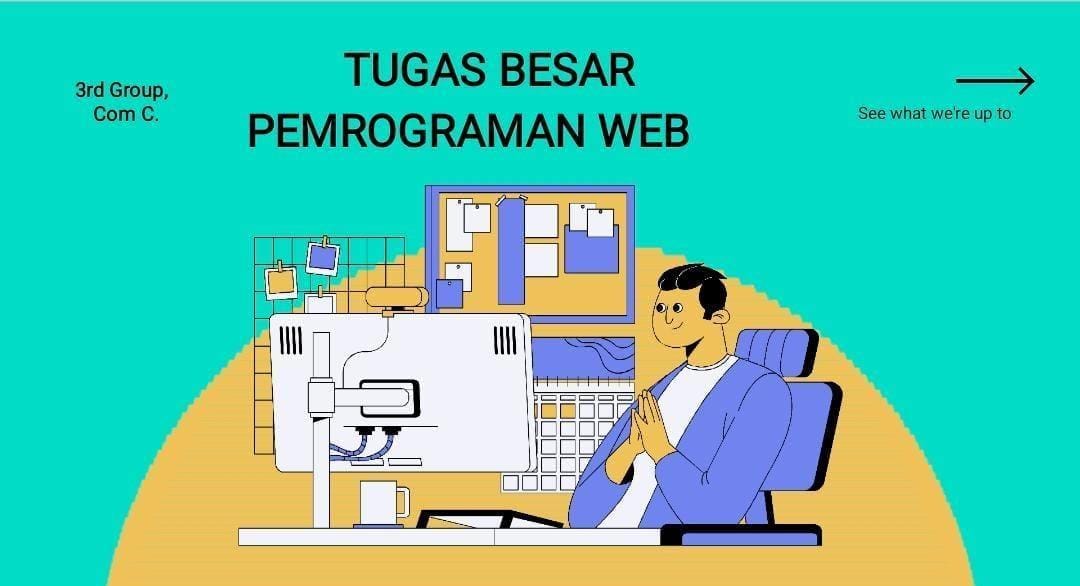 3rd Group,
Com C.
TUGAS BESAR
PEMROGRAMAN WEB
See what we're up to